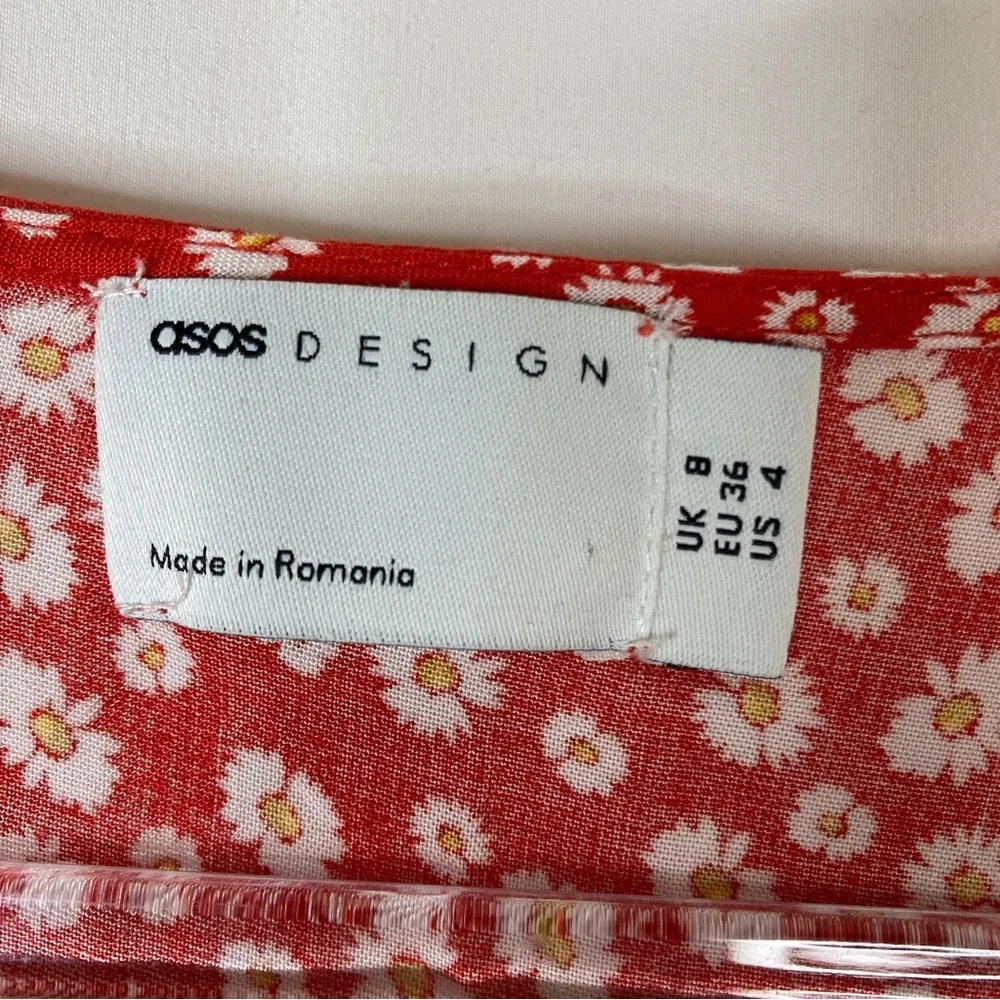 asos DESIGN
Made in Romania
UK 8
EU 36
US 4